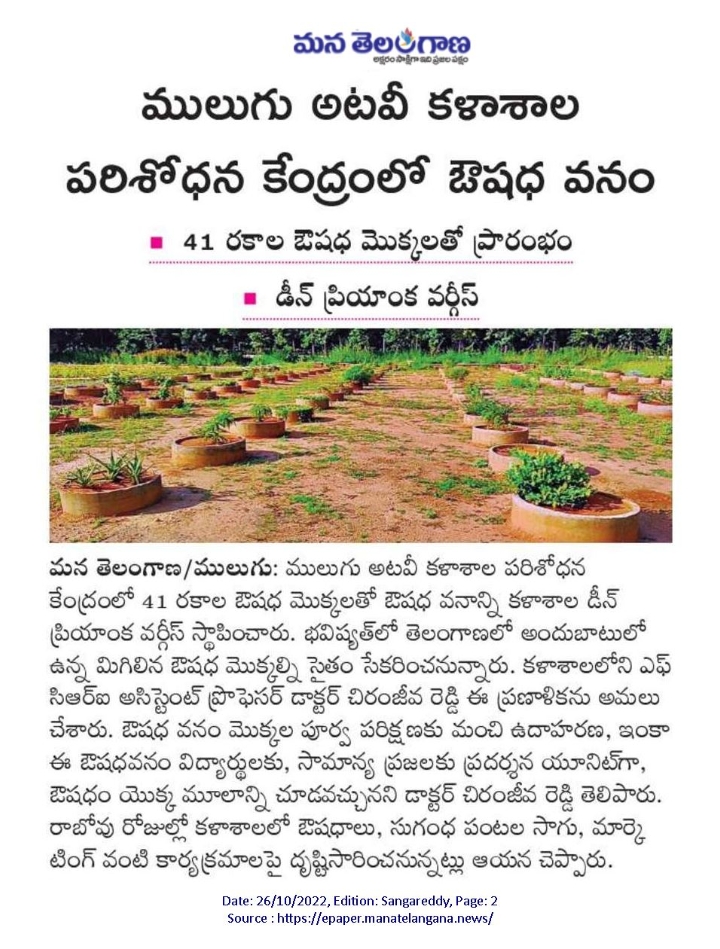 మన తెలంగాణ
అక్షరం సాక్షిగా ఇది ప్రజల పక్షం
ములుగు అటవీ కళాశాల
పరిశోధన కేంద్రంలో ఔషధ వనం
41 రకాల ఔషధ మొక్కలతో ప్రారంభం
డీన్ ప్రియాంక వర్గీస్
మన తెలంగాణ/ములుగు: ములుగు అటవీ కళాశాల పరిశోధన
కేంద్రంలో 41 రకాల ఔషధ మొక్కలతో ఔషధ వనాన్ని కళాశాల డీన్
ప్రియాంక వర్గీస్ స్థాపించారు. భవిష్యత్‌లో తెలంగాణలో అందుబాటులో
ఉన్న మిగిలిన ఔషధ మొక్కల్ని సైతం సేకరించనున్నారు. కళాశాలలోని ఎఫ్
సిఆర్ఐ అసిస్టెంట్ ప్రొఫెసర్ డాక్టర్ చిరంజీవ రెడ్డి ఈ ప్రణాళికను అమలు
చేశారు. ఔషధ వనం మొక్కల పూర్వ పరిక్షణకు మంచి ఉదాహరణ, ఇంకా
ఈ ఔషధవనం విద్యార్థులకు, సామాన్య ప్రజలకు ప్రదర్శన యూనిట్‌గా,
ఔషధం యొక్క మూలాన్ని చూడవచ్చునని డాక్టర్ చిరంజీవ రెడ్డి తెలిపారు.
రాబోవు రోజుల్లో కళాశాలలో ఔషధాలు, సుగంధ పంటల సాగు, మార్కె
టింగ్ వంటి కార్యక్రమాలపై దృష్టిసారించనున్నట్లు ఆయన చెప్పారు.
Date: 26/10/2022, Edition: Sangareddy, Page: 2
Source : https://epaper.manatelangana.news/